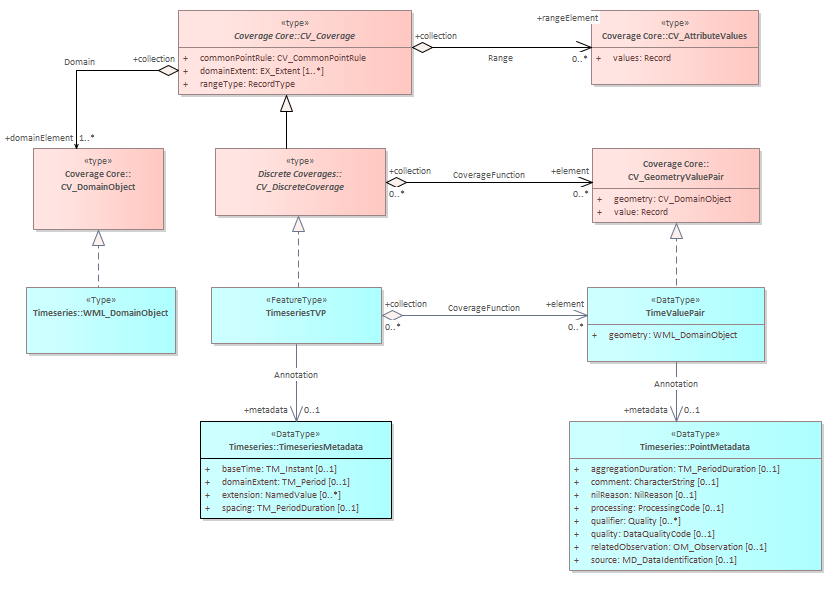 «type»
Coverage Core::CV_Coverage
+ commonPointRule: CV_CommonPointRule
+ domainExtent: EX_Extent [1..*]
+ rangeType: RecordType
+collection
+rangeElement
Range
0..*
«type»
Coverage Core::CV_AttributeValues
+ values: Record
Domain
+collection
+domainElement
1..*
«type»
Coverage Core::
CV_DomainObject
«type»
Discrete Coverages::
CV_DiscreteCoverage
+collection
0..*
CoverageFunction
+element
0..*
Coverage Core::
CV_GeometryValuePair
+ geometry: CV_DomainObject
+ value: Record
«Type»
Timeseries::WML_DomainObject
«FeatureType»
TimeseriesTVP
+collection
0..*
CoverageFunction
+element
0..*
«DataType»
TimeValuePair
+ geometry: WML_DomainObject
Annotation
+metadata
0..1
Annotation
+metadata
0..1
«DataType»
Timeseries::TimeseriesMetadata
+ baseTime: TM_Instant [0..1]
+ domainExtent: TM_Period [0..1]
+ extension: NamedValue [0..*]
+ spacing: TM_PeriodDuration [0..1]
«DataType»
Timeseries::PointMetadata
+ aggregationDuration: TM_PeriodDuration [0..1]
+ comment: CharacterString [0..1]
+ nilReason: NilReason [0..1]
+ processing: ProcessingCode [0..1]
+ qualifier: Quality [0..*]
+ quality: DataQualityCode [0..1]
+ relatedObservation: OM_Observation [0..1]
+ source: MD_DataIdentification [0..1]